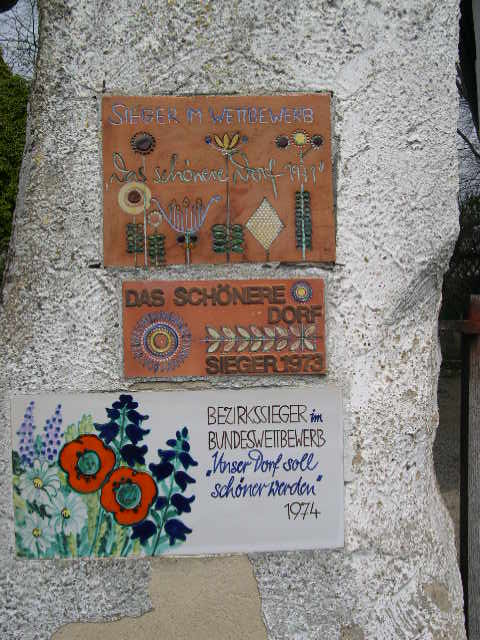 SIEGER IM WETTBEWERB
„Das schönere Dorf 1971"
DAS SCHÖNERE
DORF
SIEGER 1973
BEZIRKSSIEGER im
BUNDESWETTBEWERB
„Unser Dorf soll
schöner werden"
1974